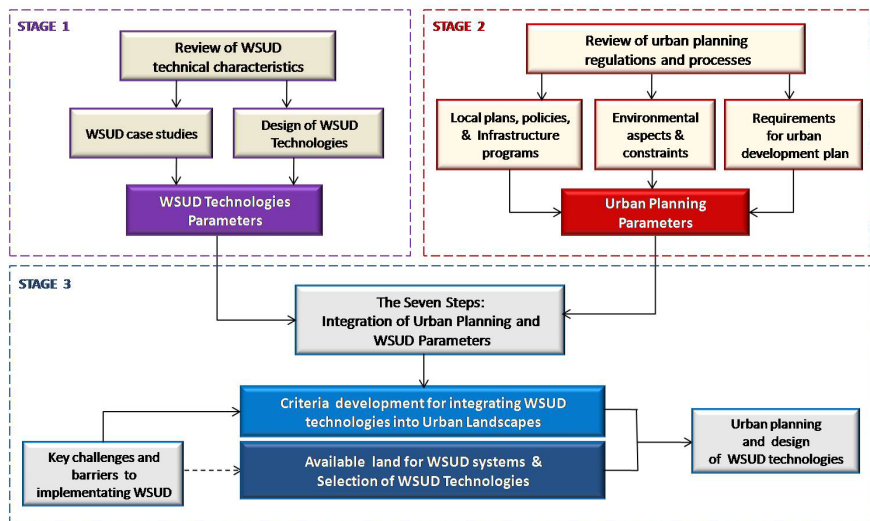 STAGE 1
Review of WSUD
technical characteristics
WSUD case studies
Design of WSUD
Technologies
WSUD Technologies
Parameters
STAGE 2
Review of urban planning
regulations and processes
Local plans, policies,
& Infrastructure
programs
Environmental
aspects &
constraints
Requirements
for urban
development plan
Urban Planning
Parameters
STAGE 3
The Seven Steps:
Integration of Urban Planning and
WSUD Parameters
Criteria development for integrating WSUD
technologies into Urban Landscapes
Key challenges and
barriers to
implementating WSUD
Available land for WSUD systems &
Selection of WSUD Technologies
Urban planning
and design
of WSUD technologies